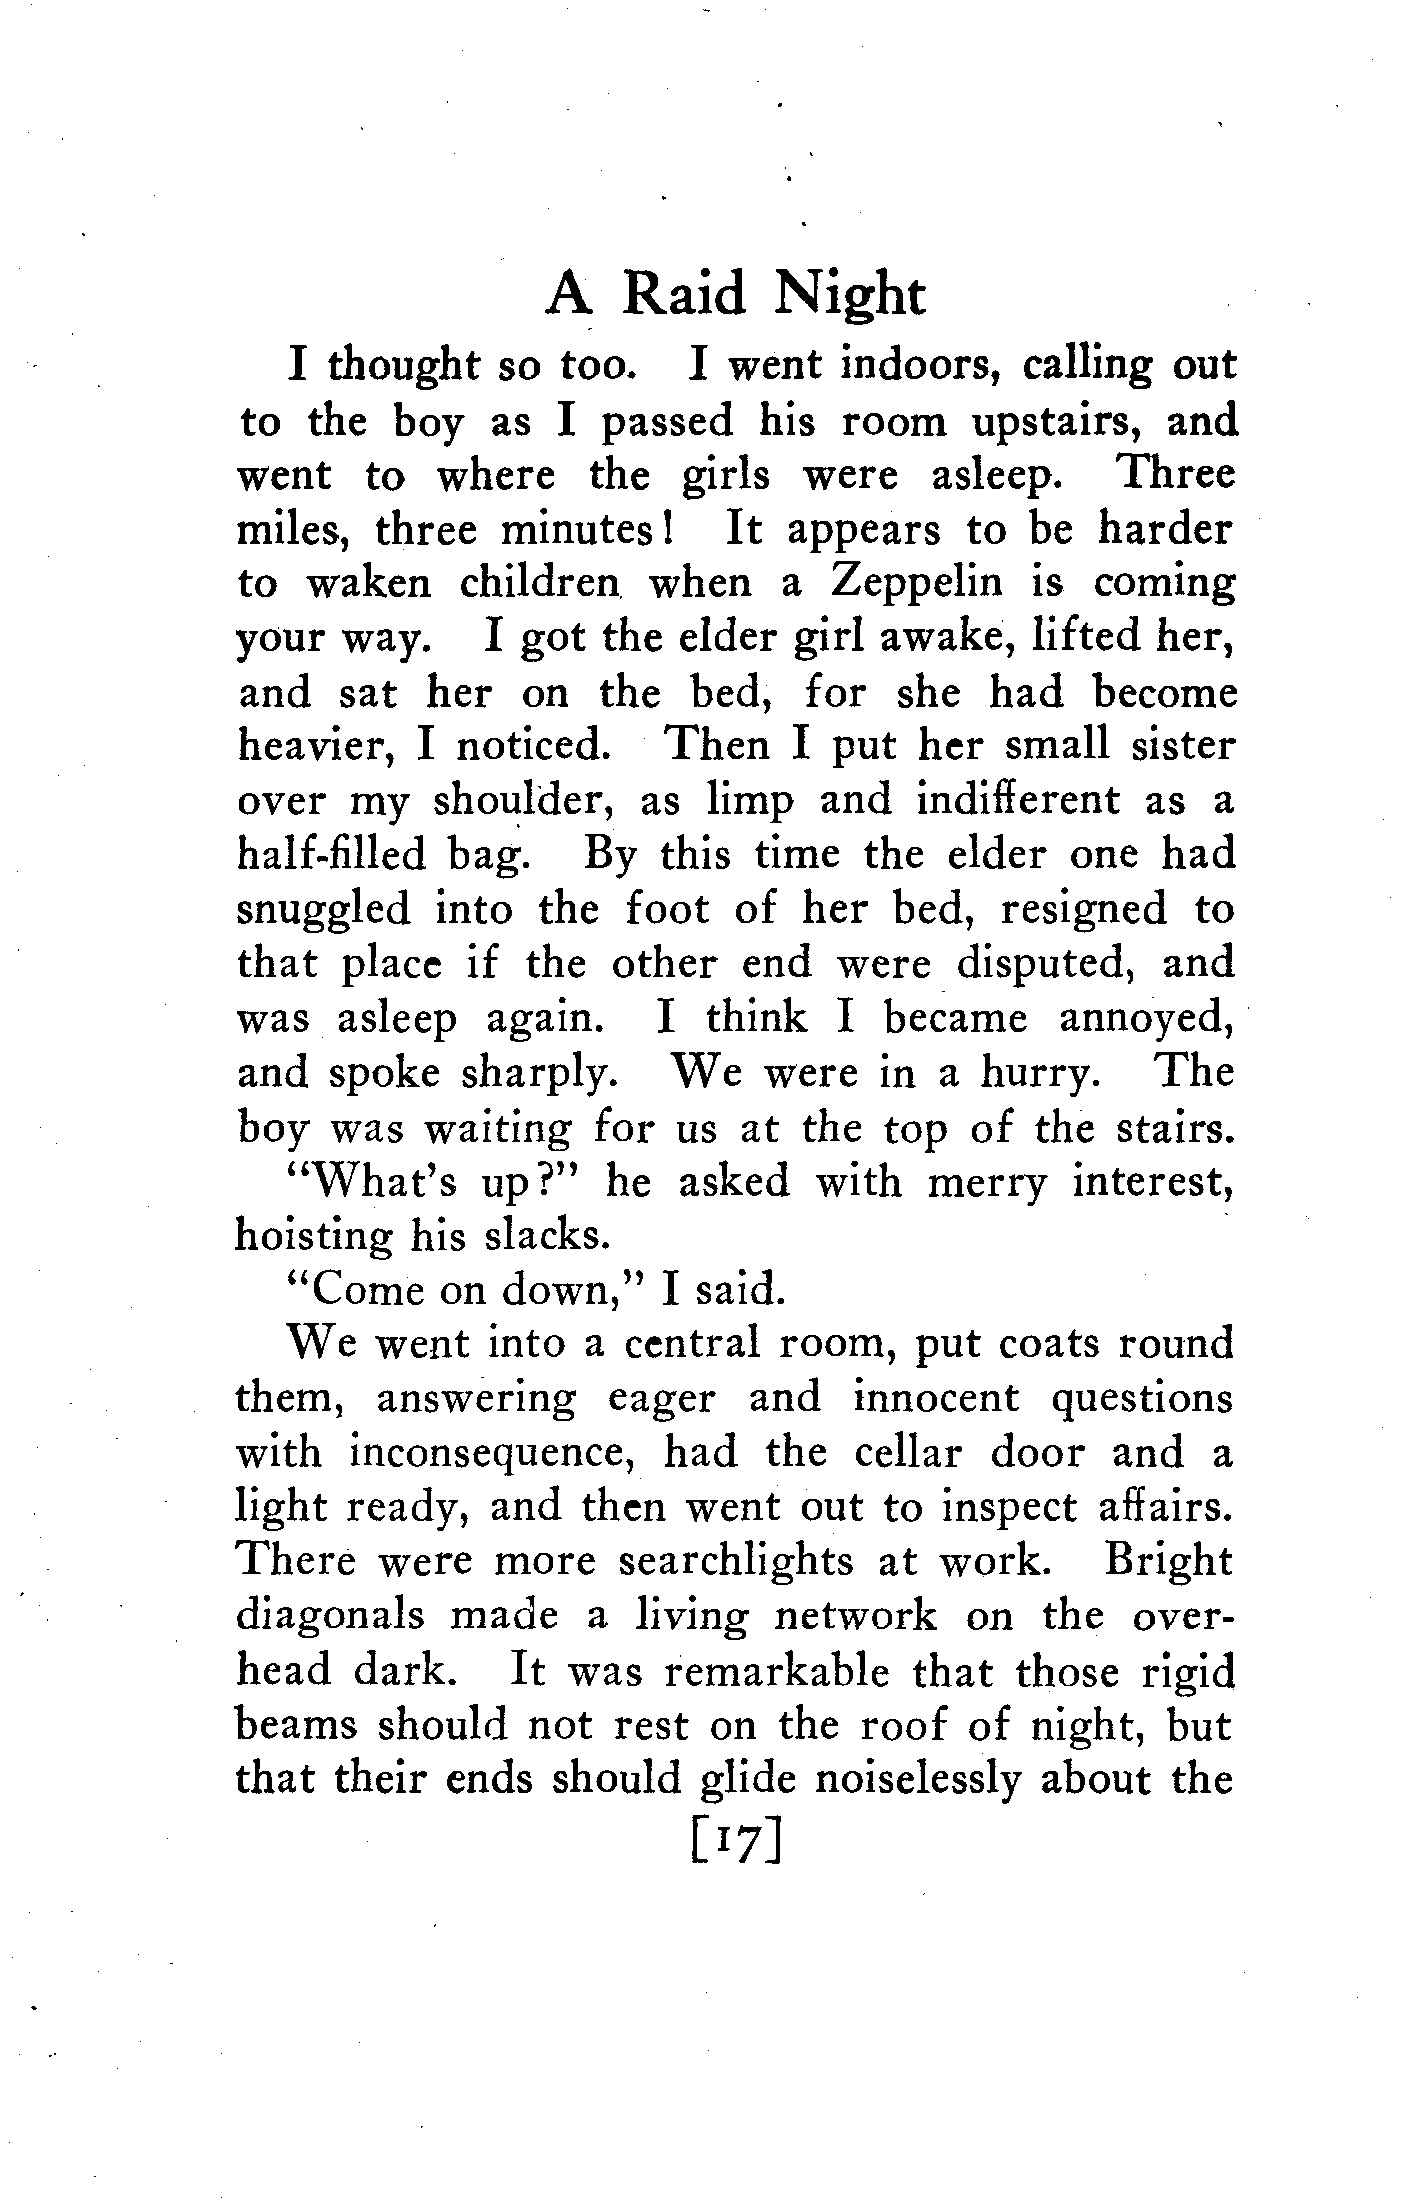 A Raid Night
I thought so too. I went indoors, calling out
to the boy as I passed his room upstairs, and
went to where the girls were asleep. Three
miles, three minutes! It appears to be harder
to waken children when a Zeppelin is coming
your way. I got the elder girl awake, lifted her,
and sat her on the bed, for she had become
heavier, I noticed. Then I put her small sister
over my shoulder, as limp and indifferent as a
half-filled bag. By this time the elder one had
snuggled into the foot of her bed, resigned to
that place if the other end were disputed, and
was asleep again. I think I became annoyed,
and spoke sharply. We were in a hurry. The
boy was waiting for us at the top of the stairs.
“What’s up?” he asked with merry interest,
hoisting his slacks.
“Come on down,” I said.
We went into a central room, put coats round
them, answering eager and innocent questions
with inconsequence, had the cellar door and a
light ready, and then went out to inspect affairs.
There were more searchlights at work. Bright
diagonals made a living network on the over-
head dark. It was remarkable that those rigid
beams should not rest on the roof of night, but
that their ends should glide noiselessly about the
[17]